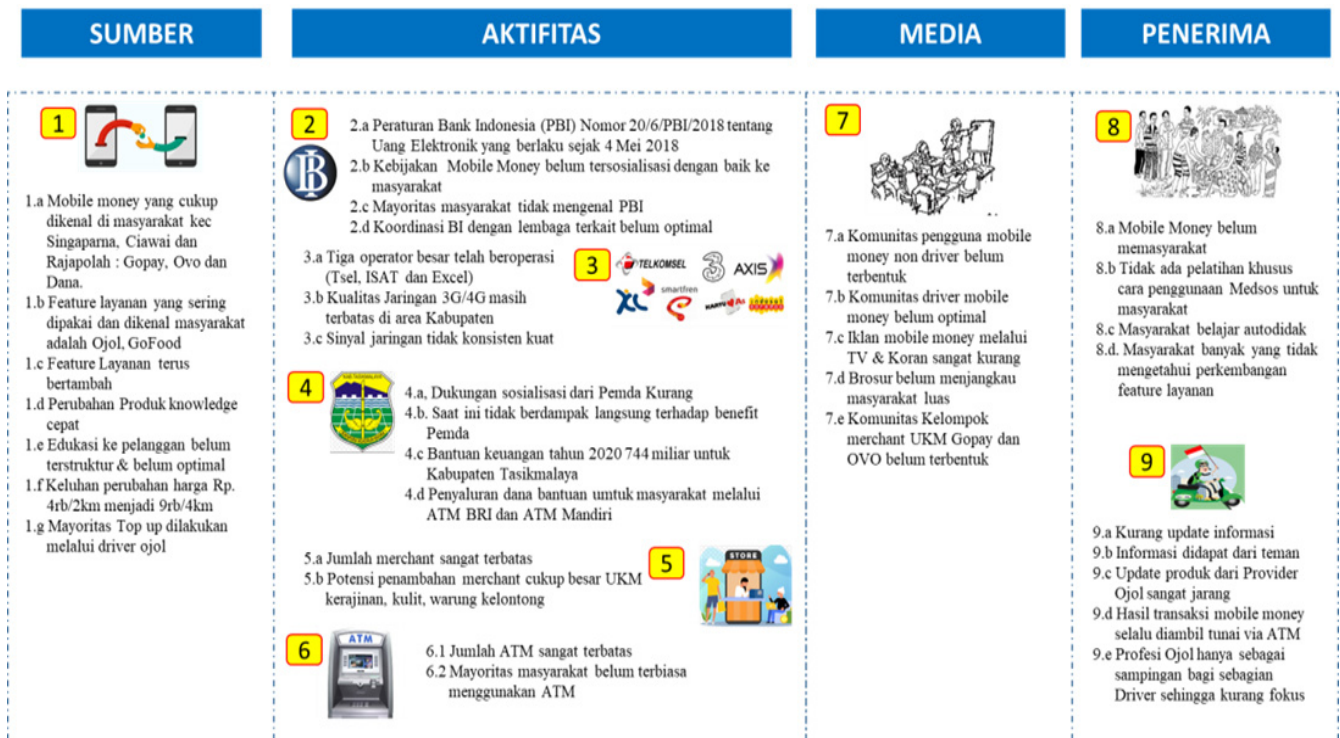 SUMBER
AKTIFITAS
MEDIA
PENERIMA
1
1.a Mobile money yang cukup
dikenal di masyarakat kec
Singaparna, Ciawi dan
Rajapolah : Gopay, Ovo dan
Dana.
1.b Feature layanan yang sering
dipakai dan dikenal masyarakat
adalah Ojol, GoFood
1.c Feature Layanan terus
bertambah
1.d Perubahan Produk knowledge
cepat
1.e Edukasi ke pelanggan belum
terstruktur & belum optimal
1.f Keluhan perubahan harga Rp.
4rb/2km menjadi 9rb/4km
1.g Mayoritas Top up dilakukan
melalui driver ojol
2
2.a Peraturan Bank Indonesia (PBI) Nomor 20/6/PBI/2018 tentang
Uang Elektronik yang berlaku sejak 4 Mei 2018
2.b Kebijakan Mobile Money belum tersosialisasi dengan baik ke
masyarakat
2.c Mayoritas masyarakat tidak mengenal PBI
2.d Koordinasi BI dengan lembaga terkait belum optimal
3.a Tiga operator besar telah beroperasi
(Tsel, ISAT dan Excel)
3.b Kualitas Jaringan 3G/4G masih
terbatas di area Kabupaten
3.c Sinyal jaringan tidak konsisten kuat
3
TELKOMSEL
3
AXIS
XL
smartfren
KARTU As
4
4.a, Dukungan sosialisasi dari Pemda Kurang
4.b. Saat ini tidak berdampak langsung terhadap benefit
Pemda
4.c Bantuan keuangan tahun 2020 744 miliar untuk
Kabupaten Tasikmalaya
4.d Penyaluran dana bantuan umtuk masyarakat melalui
ATM BRI dan ATM Mandiri
5.a Jumlah merchant sangat terbatas
5.b Potensi penambahan merchant cukup besar UKM
kerajinan, kulit, warung kelontong
5
STORE
6
ATM
6.1 Jumlah ATM sangat terbatas
6.2 Mayoritas masyarakat belum terbiasa
menggunakan ATM
7
7.a Komunitas pengguna mobile
money non driver belum
terbentuk
7.b Komunitas driver mobile
money belum optimal
7.c Iklan mobile money melalui
TV & Koran sangat kurang
7.d Brosur belum menjangkau
masyarakat luas
7.e Komunitas Kelompok
merchant UKM Gopay dan
OVO belum terbentuk
8
8.a Mobile Money belum
memasyarakat
8.b Tidak ada pelatihan khusus
cara penggunaan Medsos untuk
masyarakat
8.c Masyarakat belajar autodidak
8.d. Masyarakat banyak yang tidak
mengetahui perkembangan
feature layanan
9
9.a Kurang update informasi
9.b Informasi didapat dari teman
9.c Update produk dari Provider
Ojol sangat jarang
9.d Hasil transaksi mobile money
selalu diambil tunai via ATM
9.e Profesi Ojol hanya sebagai
sampingan bagi sebagian
Driver sehingga kurang fokus